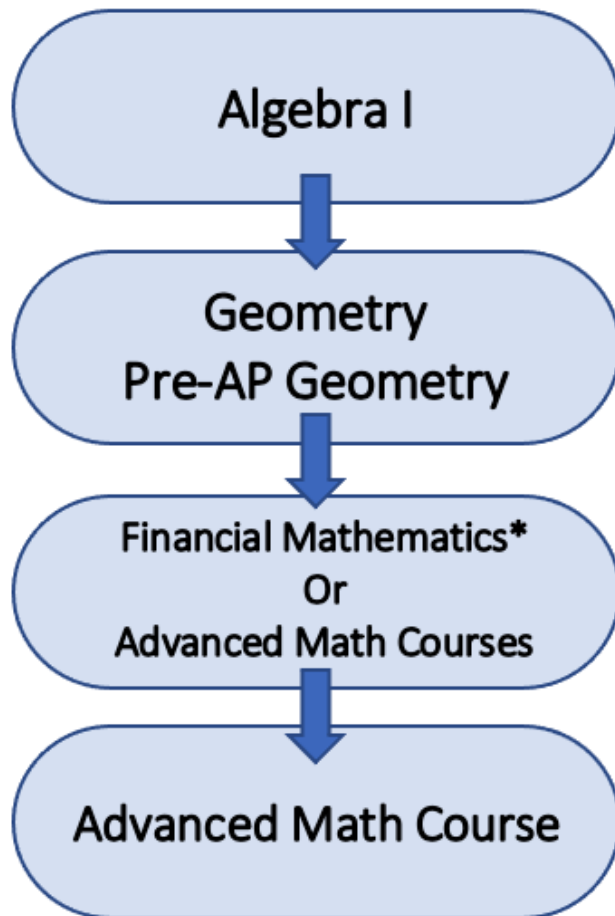 Algebra I
Geometry
Pre-AP Geometry
Financial Mathematics*
Or
Advanced Math Courses
Advanced Math Course